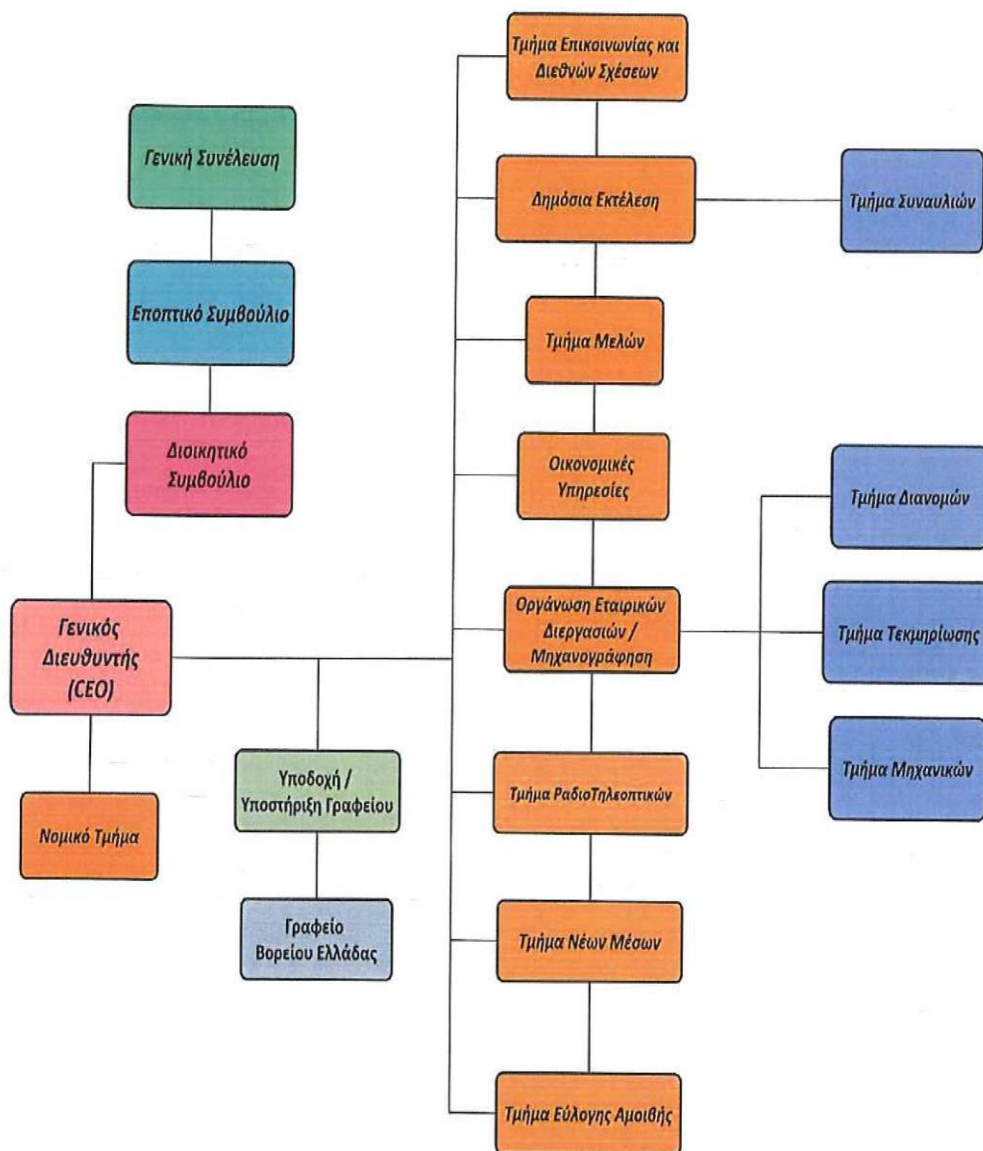 Γενική Συνέλευση
Εποπτικό Συμβούλιο
Διοικητικό
Συμβούλιο
Γενικός
Διευθυντής
(CEO)
Νομικό Τμήμα
Υποδοχή /
Υποστήριξη Γραφείου
Γραφείο
Βορείου Ελλάδας
Τμήμα Επικοινωνίας και
Διεθνών Σχέσεων
Δημόσια Εκτέλεση
Τμήμα Συναυλιών
Τμήμα Μελών
Οικονομικές
Υπηρεσίες
Οργάνωση Εταιρικών
Διεργασιών /
Μηχανογράφηση
Τμήμα Διανομών
Τμήμα Τεκμηρίωσης
Τμήμα Μηχανικών
Τμήμα ΡαδιοΤηλεοπτικών
Τμήμα Νέων Μέσων
Τμήμα Εύλογης Αμοιβής